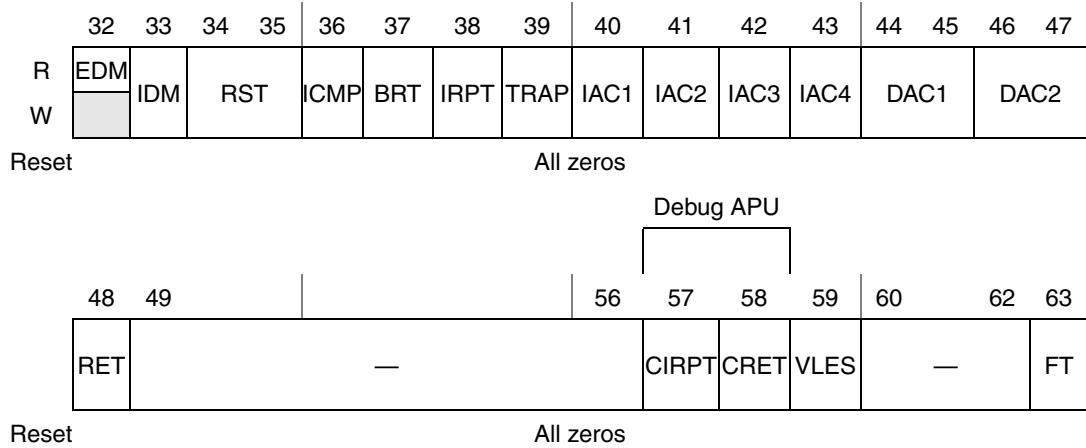 32 33 34 35 36 37 38 39 40 41 42 43 44 45 46 47
R EDM IDM RST ICMP BRT IRPT TRAP IAC1 IAC2 IAC3 IAC4 DAC1 DAC2
W
Reset All zeros
Debug APU
48 49 56 57 58 59 60 62 63
RET — CIRPT CRET VLES — FT
Reset All zeros